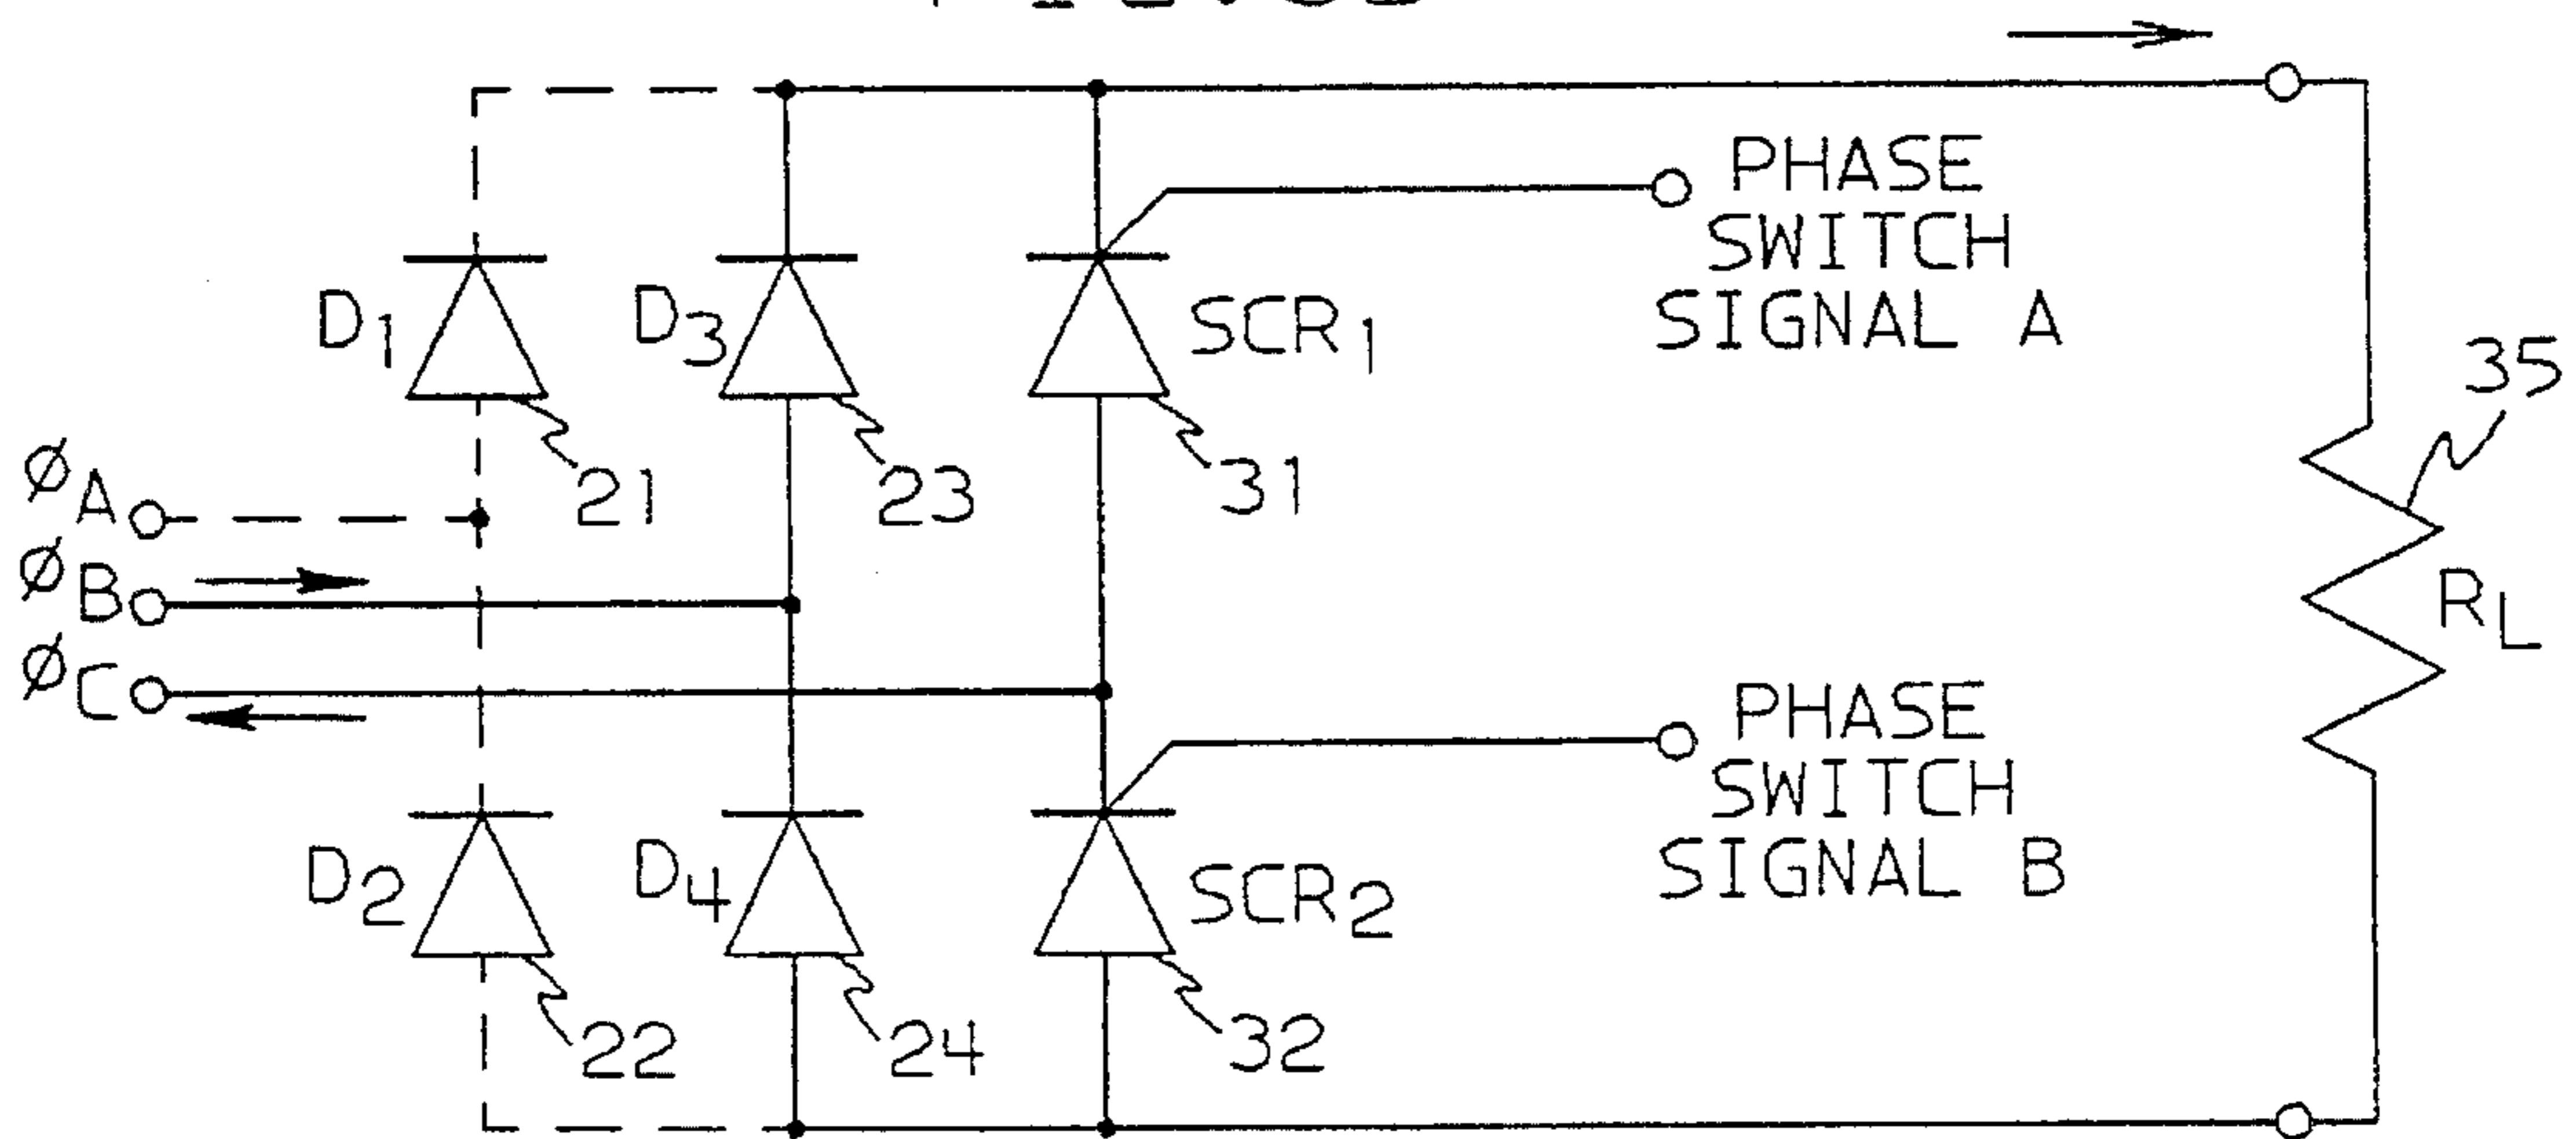 PHASE
SWITCH
SIGNAL A
D1
D3
SCR1
35
21
23
31
øA
øB
øC
RL
PHASE
SWITCH
SIGNAL B
D2
D4
SCR2
22
24
32